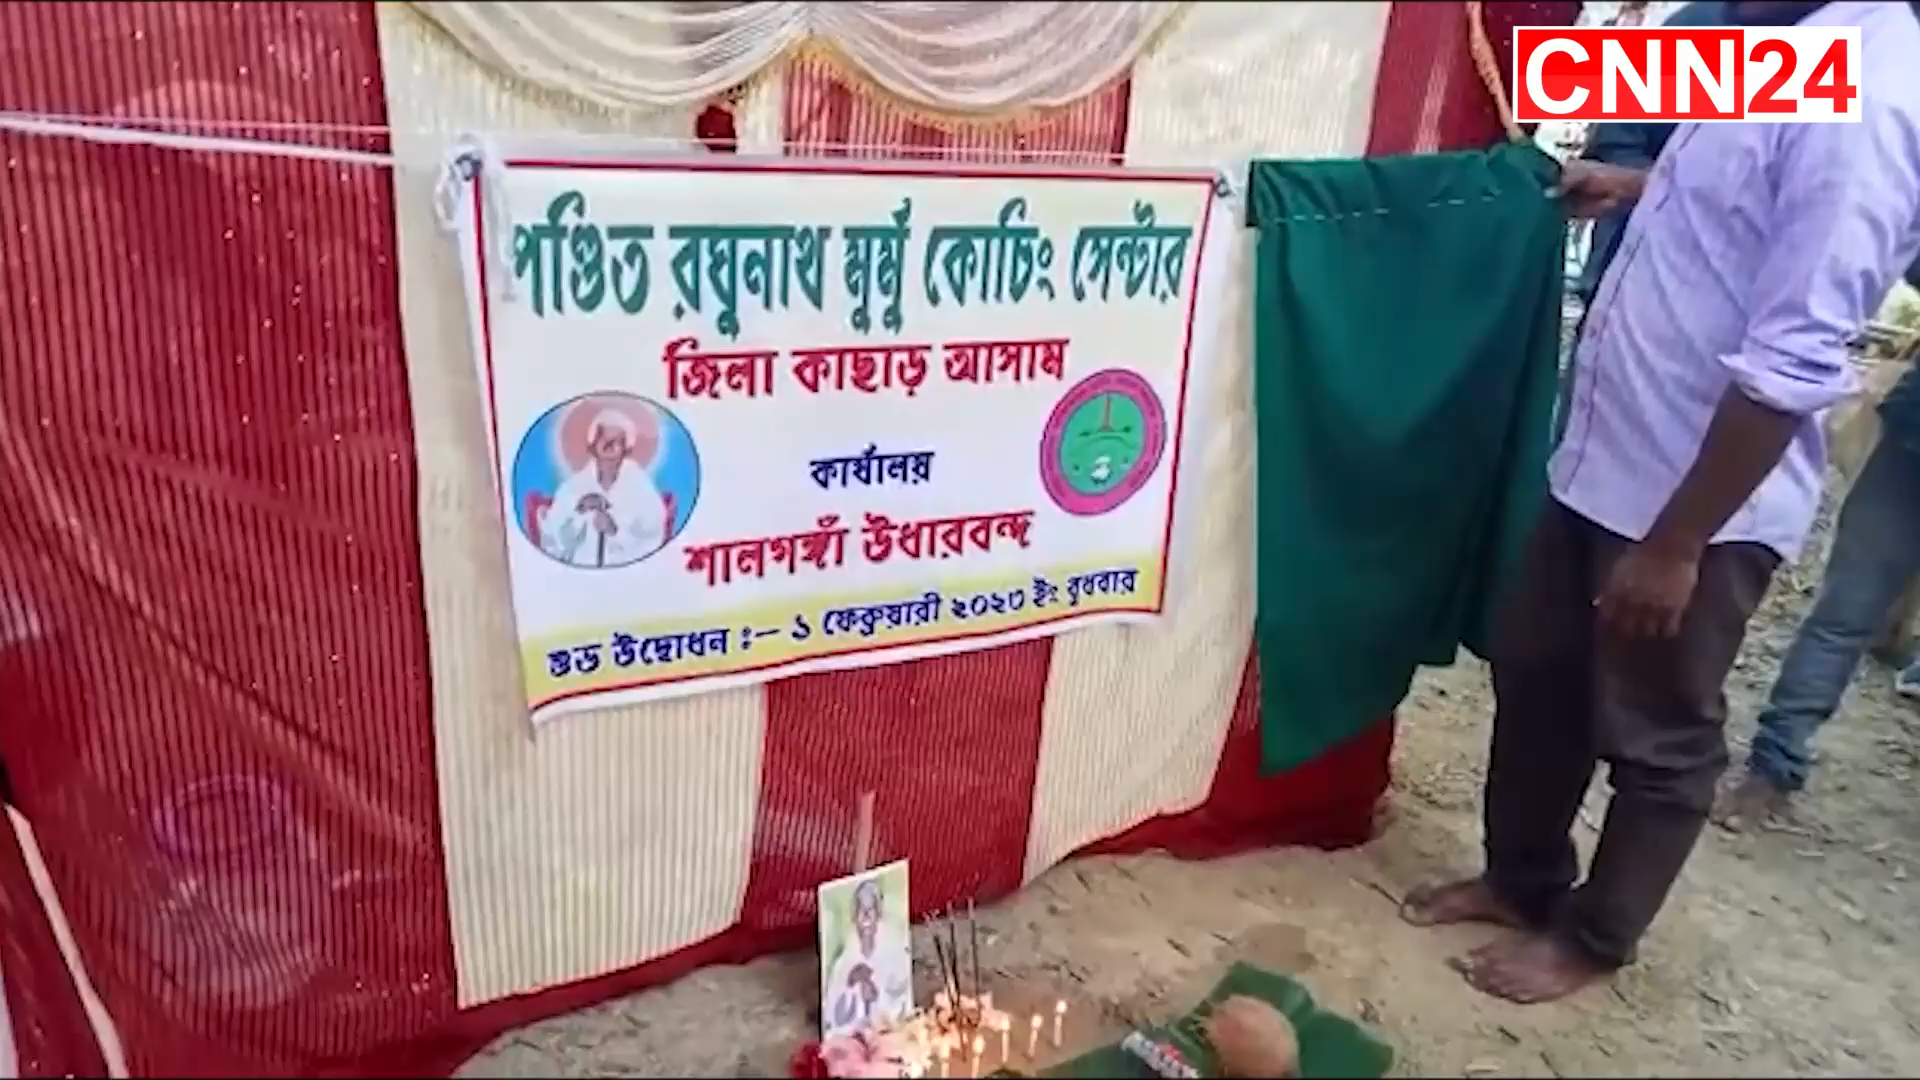 CNN24
পণ্ডিত রঘুনাথ মুর্মু কোচিং সেন্টার
জিলা কাছাড় আসাম
কার্যালয়
শালগঙ্গাঁ উধারবন্দ
শুভ উদ্বোধন :- ১ ফেব্রুয়ারী ২০২৩ ইং বুধবার